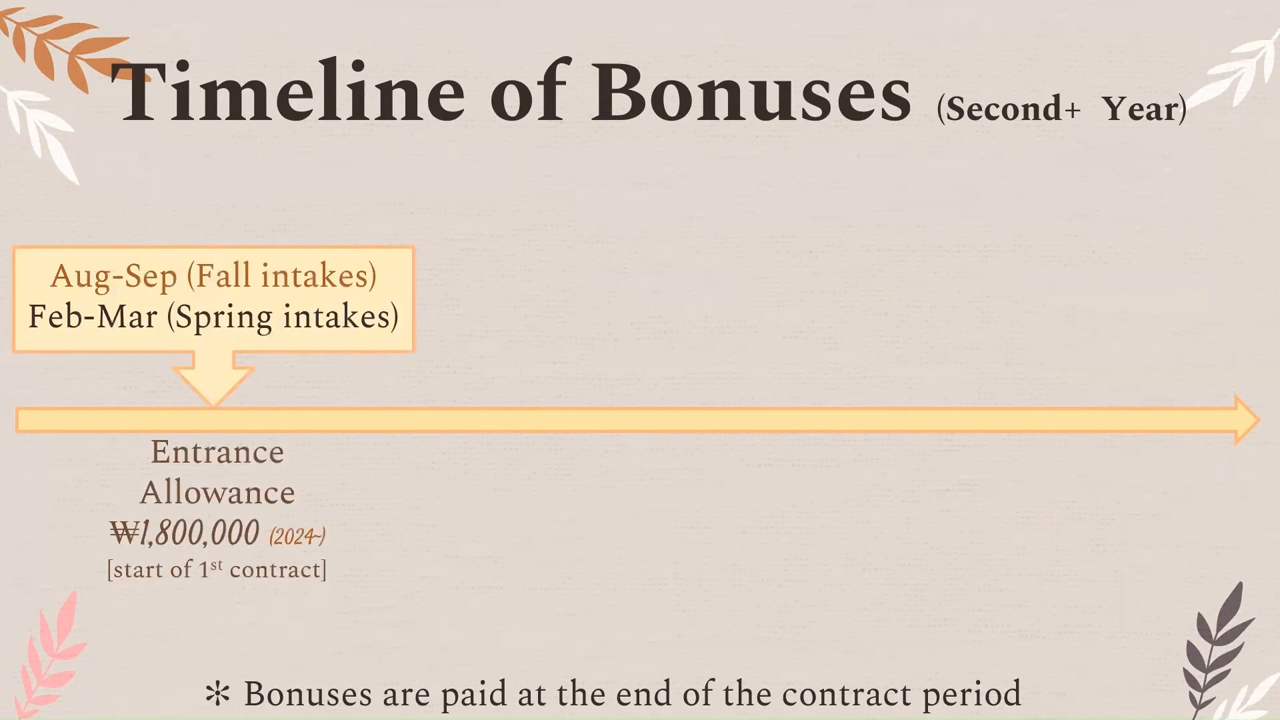 Timeline of Bonuses (Second+ Year)
Aug-Sep (Fall intakes)
Feb-Mar (Spring intakes)
Entrance
Allowance
₩1,800,000 (2024~)
[start of 1st contract]
✻ Bonuses are paid at the end of the contract period